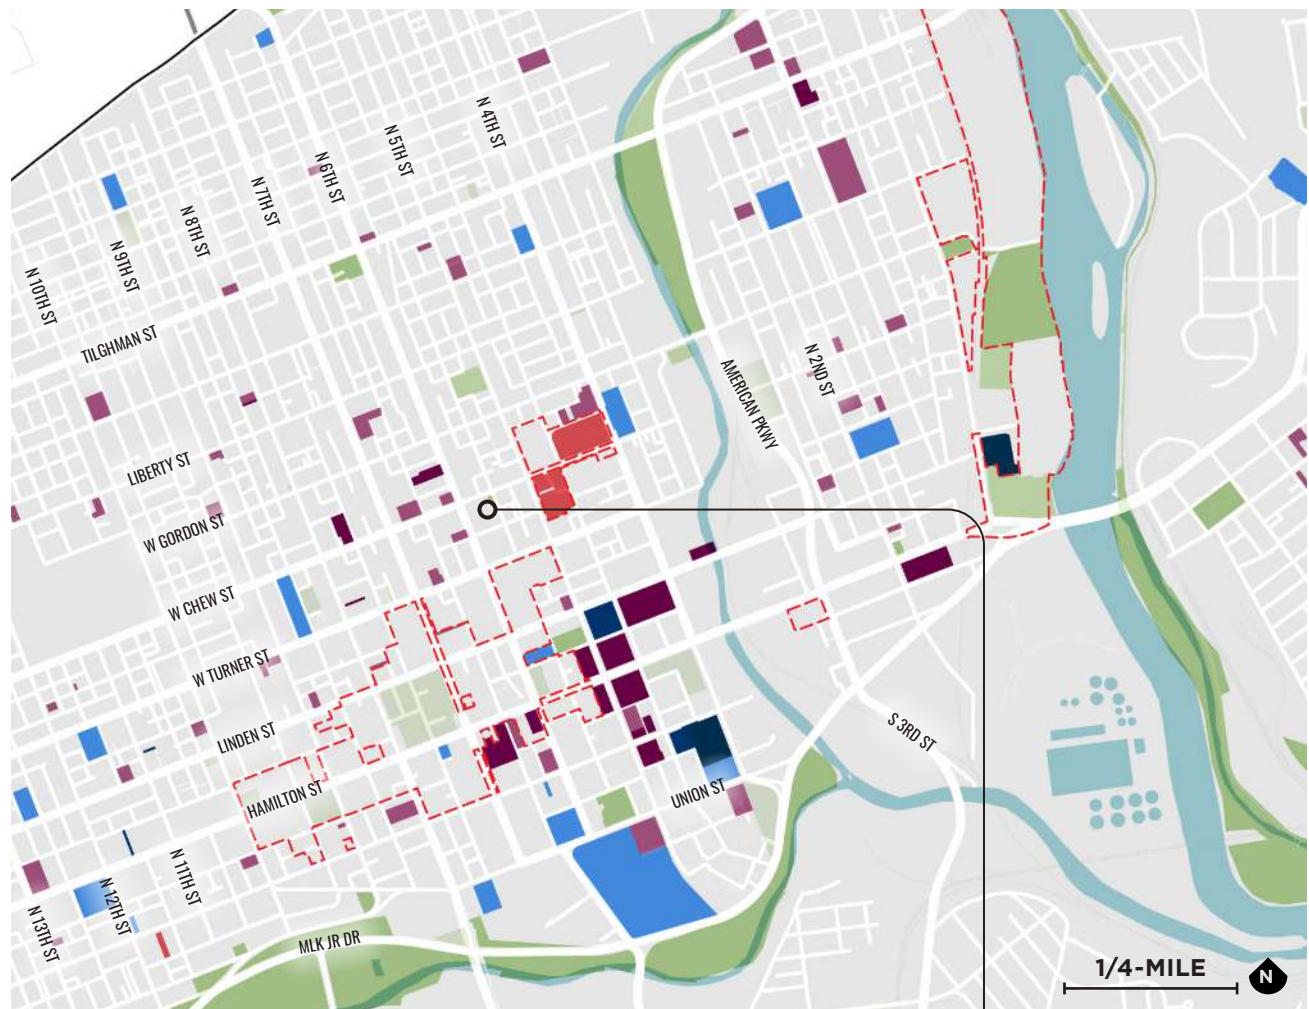 N 4TH ST
N 5TH ST
N 6TH ST
N 7TH ST
N 8TH ST
N 9TH ST
N 10TH ST
TILGHMAN ST
AMERICAN PKWY
N 2ND ST
LIBERTY ST
W GORDON ST
W CHEW ST
W TURNER ST
LINDEN ST
HAMILTON ST
S 3RD ST
UNION ST
N 11TH ST
N 12TH ST
N 13TH ST
MLK JR DR
1/4-MILE
N